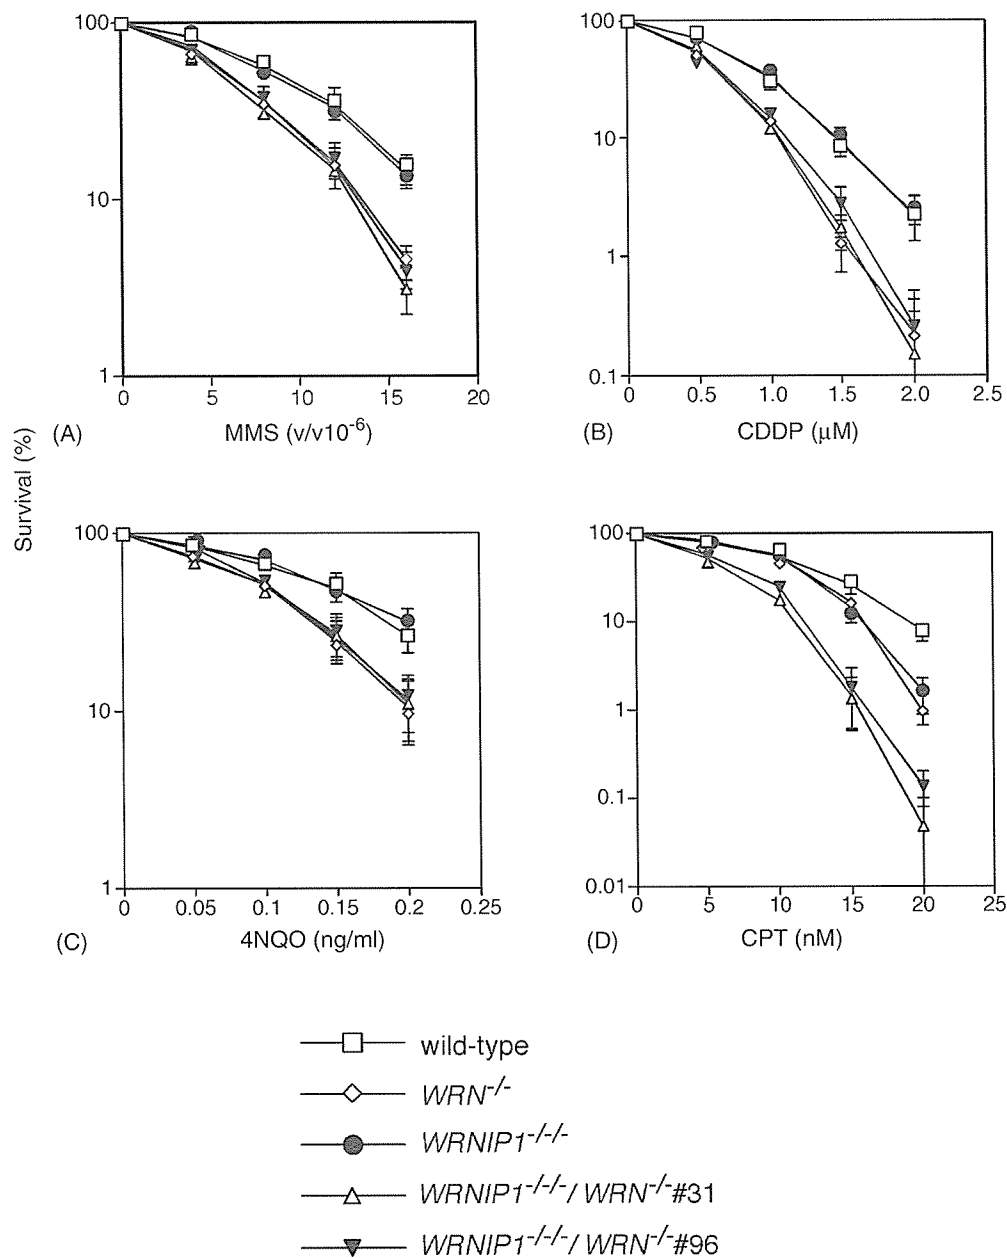 Survival (%)
100
10
1
0
5
10
15
20
(A)
MMS (v/v10⁻⁶)
100
10
1
0.1
0
0.5
1.0
1.5
2.0
2.5
(B)
CDDP (μM)
100
10
1
0
0.05
0.1
0.15
0.2
0.25
(C)
4NQO (ng/ml)
100
10
1
0.1
0.01
0
5
10
15
20
25
(D)
CPT (nM)
wild-type
WRN⁻/⁻
WRNIP1⁻/⁻/⁻
WRNIP1⁻/⁻/⁻/ WRN⁻/⁻#31
WRNIP1⁻/⁻/⁻/ WRN⁻/⁻#96